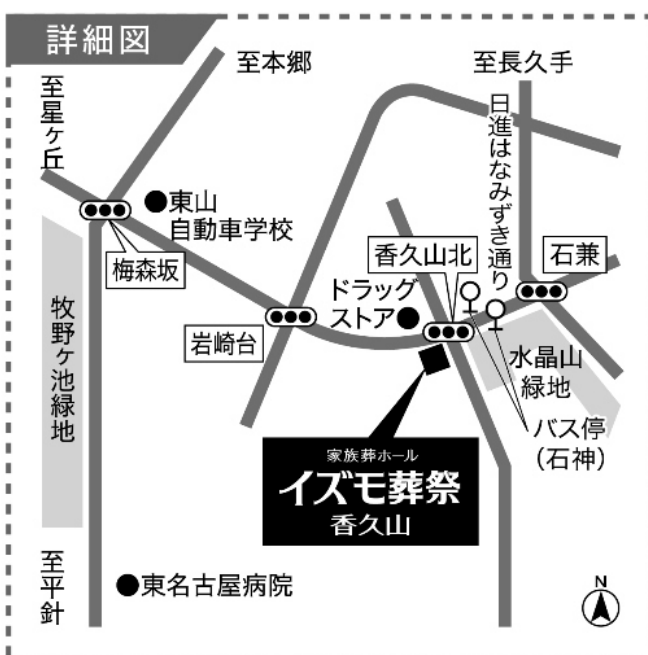 詳細図
至本郷
至長久手
至星ヶ丘
日進はなみずき通り
東山
自動車学校
梅森坂
香久山北
石兼
ドラッグ
ストア
岩崎台
牧野ヶ池緑地
水晶山
緑地
バス停
（石神）
家族葬ホール
イズモ葬祭
香久山
至平針
東名古屋病院
N